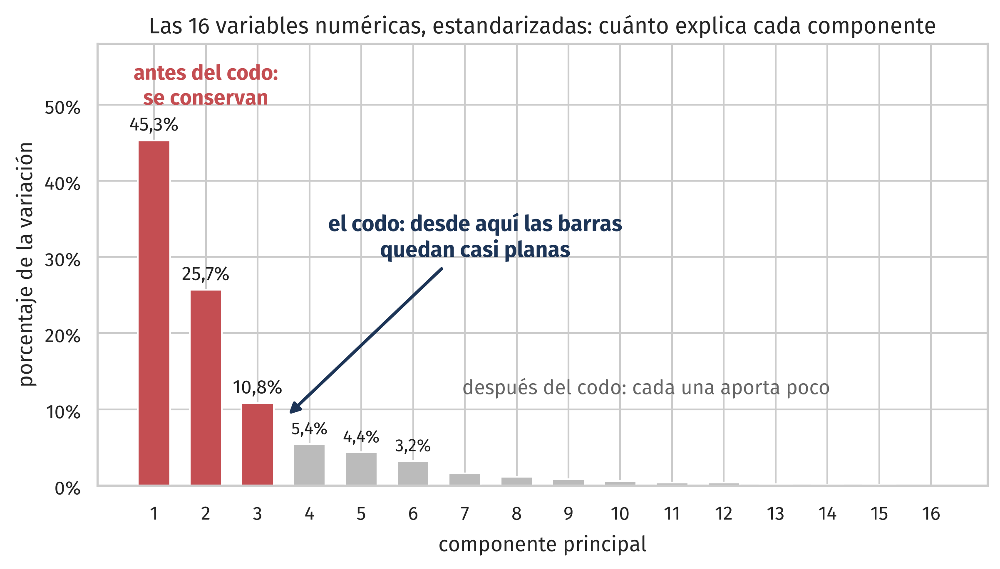 Las 16 variables numéricas, estandarizadas: cuánto explica cada componente
antes del codo:
se conservan
50%
40%
30%
20%
10%
0%
porcentaje de la variación
45,3%
25,7%
10,8%
5,4%
4,4%
3,2%
el codo: desde aquí las barras
quedan casi planas
después del codo: cada una aporta poco
1 2 3 4 5 6 7 8 9 10 11 12 13 14 15 16
componente principal